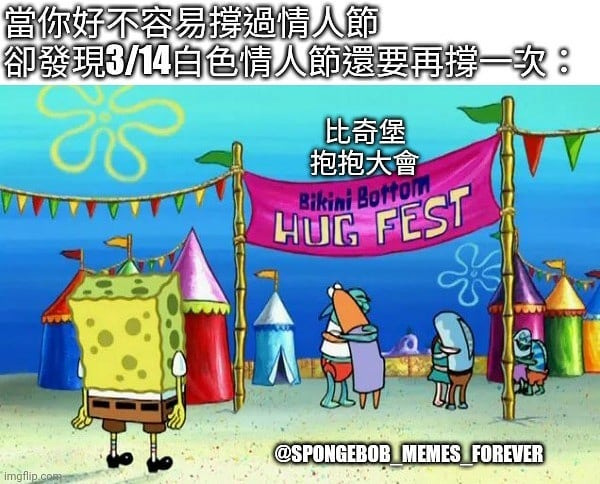 當你好不容易撐過情人節
卻發現3/14白色情人節還要再撐一次：
比奇堡
抱抱大會
Bikini Bottom
HUG FEST
@SPONGEBOB_MEMES_FOREVER
imgflip.com